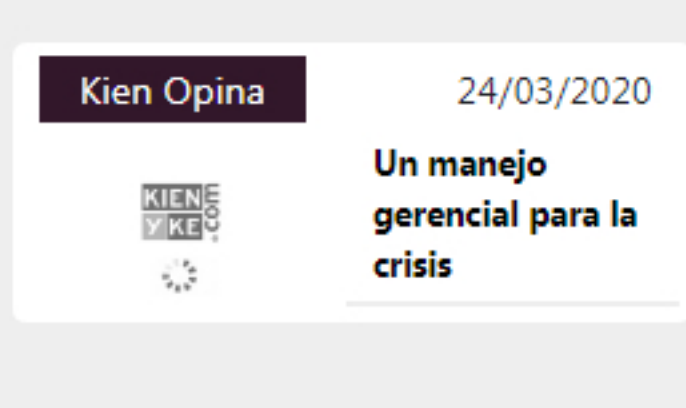 Kien Opina
24/03/2020
KIEN
Y KE
.com
Un manejo
gerencial para la
crisis